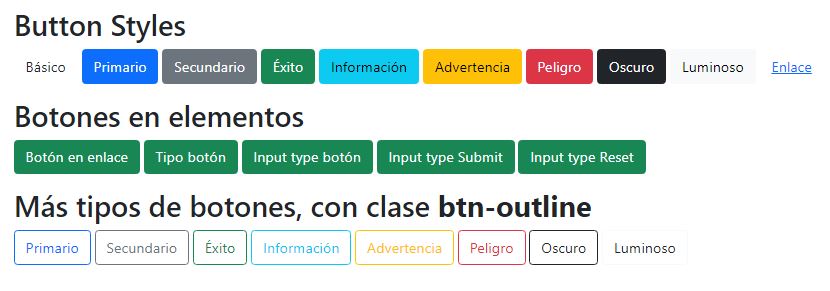 Button Styles
Básico Primario Secundario Éxito Información Advertencia Peligro Oscuro Luminoso Enlace
Botones en elementos
Botón en enlace Tipo botón Input type botón Input type Submit Input type Reset
Más tipos de botones, con clase btn-outline
Primario Secundario Éxito Información Advertencia Peligro Oscuro Luminoso